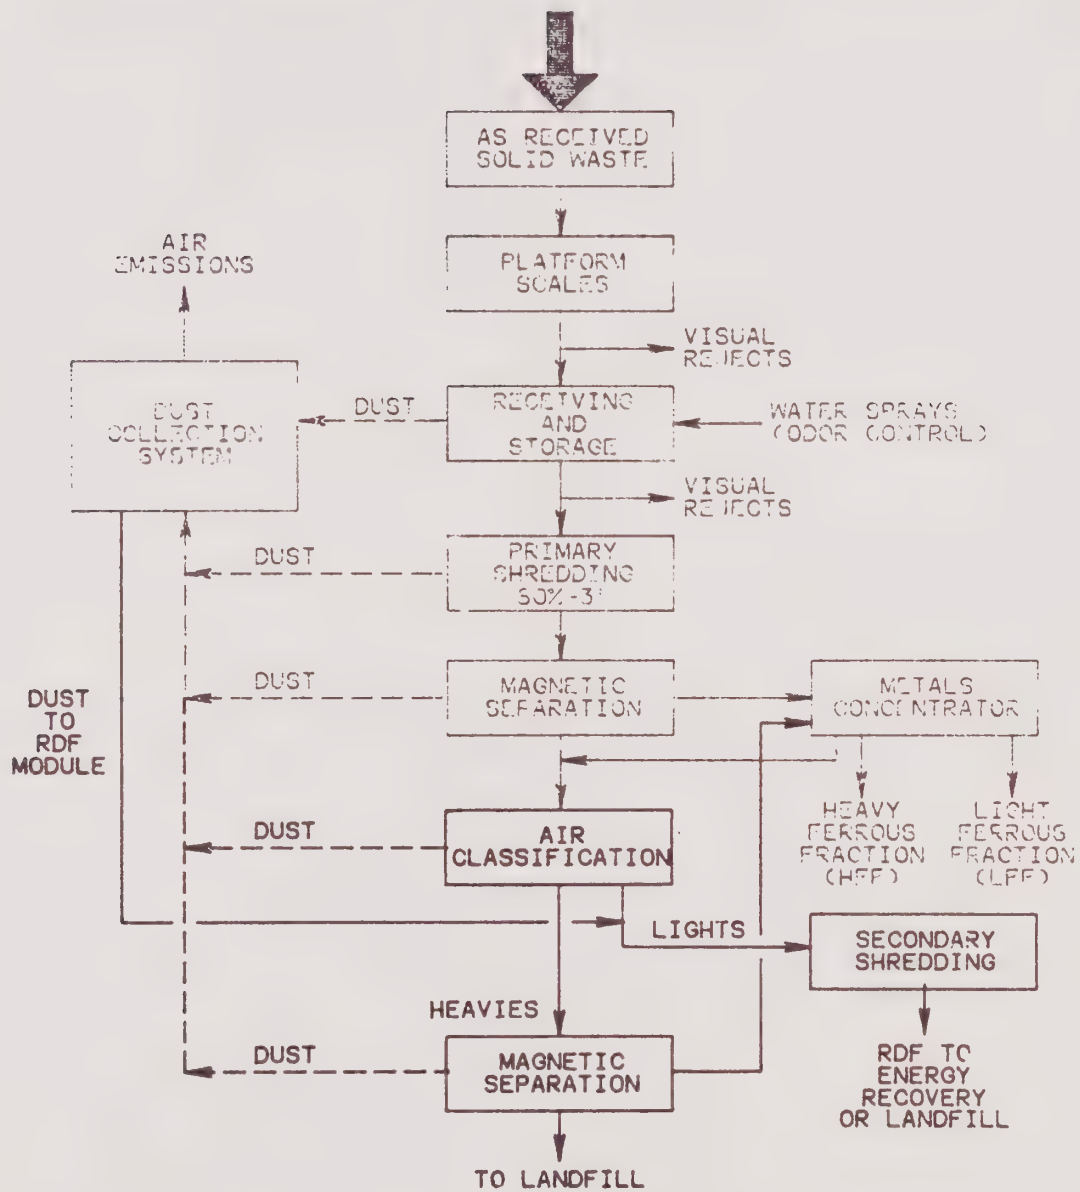 AS RECEIVED
SOLID WASTE
AIR
EMISSIONS
PLATFORM
SCALES
VISUAL
REJECTS
DUST
COLLECTION
SYSTEM
DUST
RECEIVING
AND
STORAGE
WATER SPRAYS
(ODOR CONTROL)
VISUAL
REJECTS
DUST
PRIMARY
SHREDDING
DUST
TO
RDF
MODULE
DUST
MAGNETIC
SEPARATION
METALS
CONCENTRATOR
HEAVY
FERROUS
FRACTION
(HFF)
LIGHT
FERROUS
FRACTION
(LFF)
DUST
AIR
CLASSIFICATION
LIGHTS
SECONDARY
SHREDDING
HEAVIES
DUST
MAGNETIC
SEPARATION
RDF TO
ENERGY
RECOVERY
OR LANDFILL
TO LANDFILL